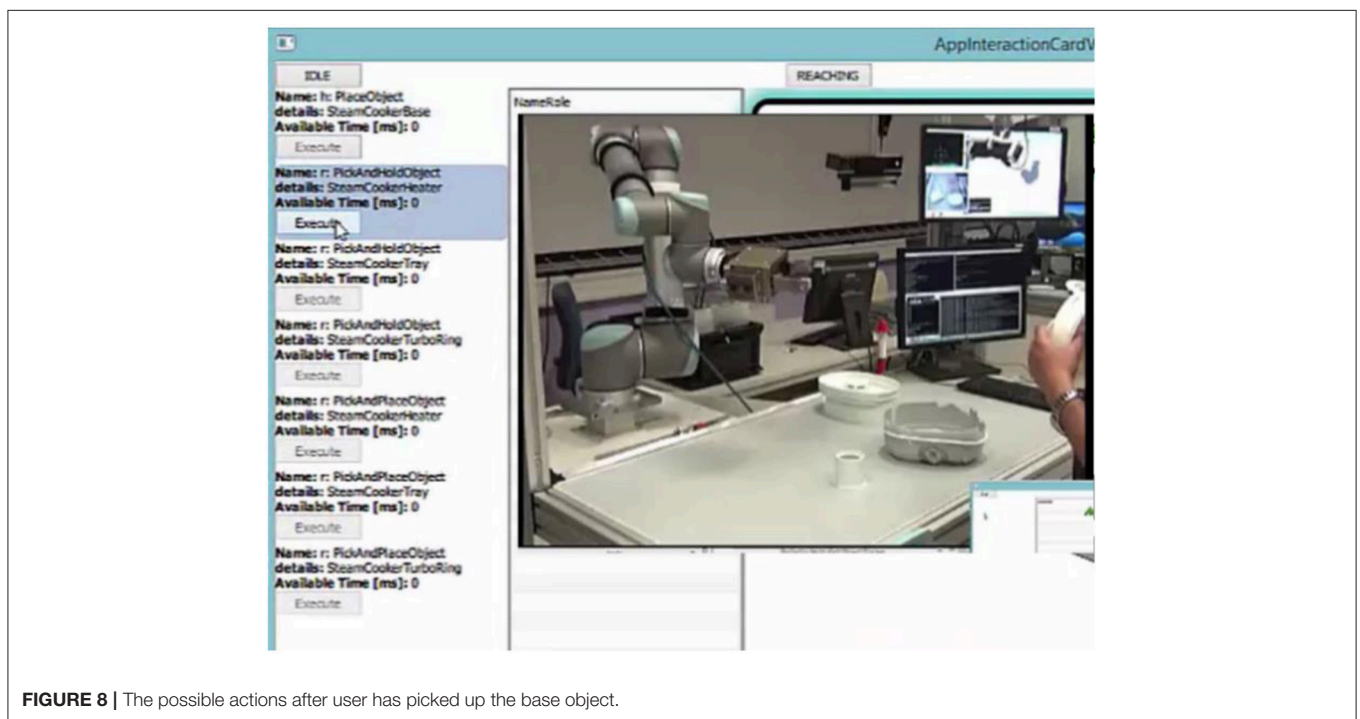 AppInteractionCardV
IDLE
REACHING
Name: h: PlaceObject
details: SteamCookerBase
Available Time [ms]: 0
Execute
Name: r: PickAndHoldObject
details: SteamCookerHeater
Available Time [ms]: 0
Execute
Name: r: PickAndHoldObject
details: SteamCookerTray
Available Time [ms]: 0
Execute
Name: r: PickAndHoldObject
details: SteamCookerTurboRing
Available Time [ms]: 0
Execute
Name: r: PickAndPlaceObject
details: SteamCookerHeater
Available Time [ms]: 0
Execute
Name: r: PickAndPlaceObject
details: SteamCookerTray
Available Time [ms]: 0
Execute
Name: r: PickAndPlaceObject
details: SteamCookerTurboRing
Available Time [ms]: 0
Execute
NameRole
FIGURE 8 | The possible actions after user has picked up the base object.